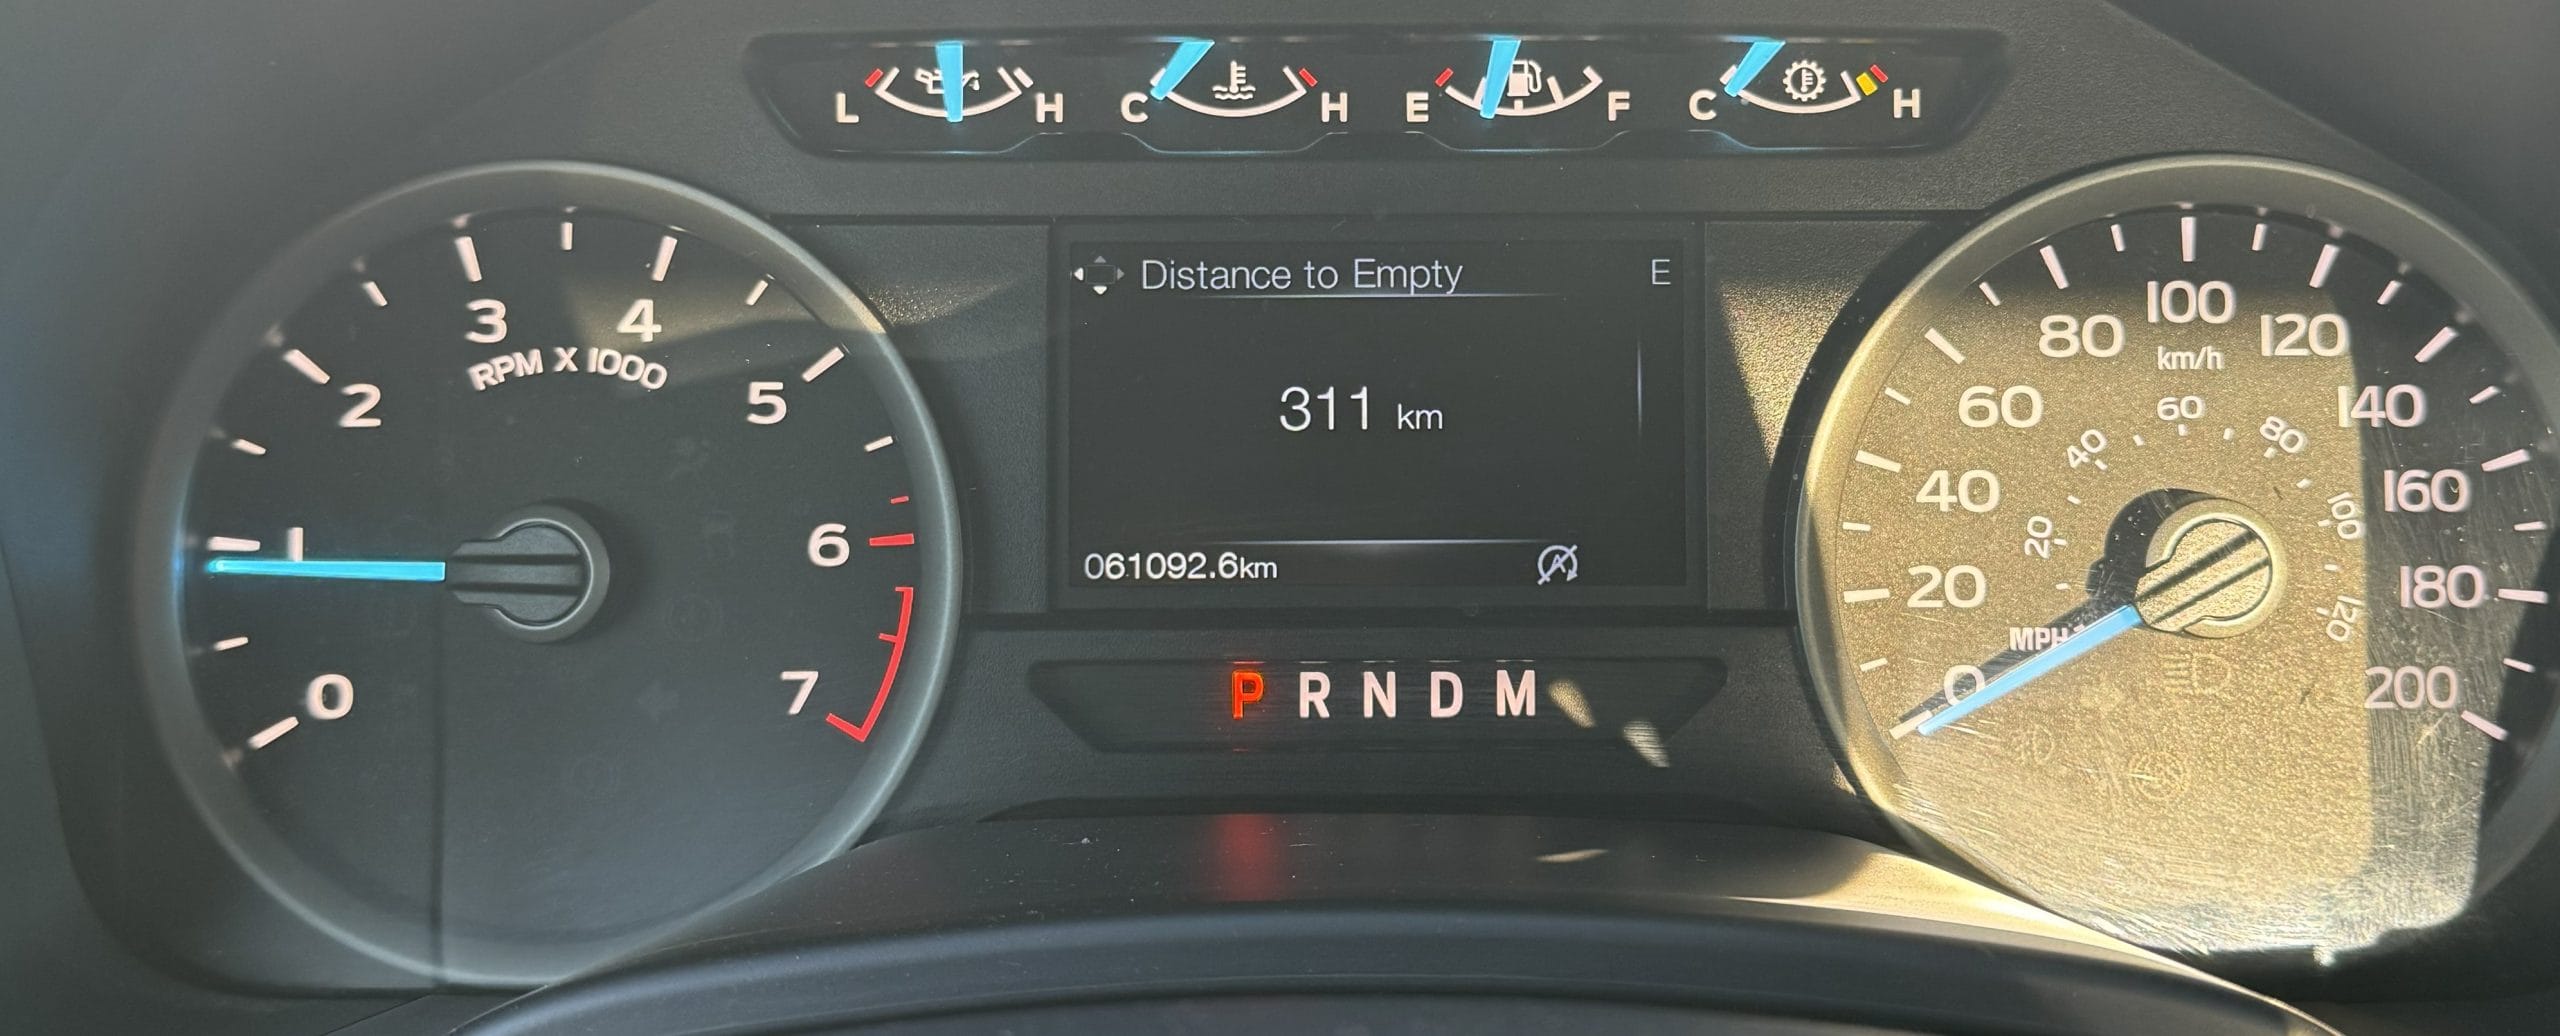 L H C H E F C H
0 1 2 3 4 5 6 7
RPM X 1000
Distance to Empty E
311 km
061092.6km
P R N D M
0 20 40 60 80 100 120 140 160 180 200
km/h
20 40 60 80 100 120
MPH